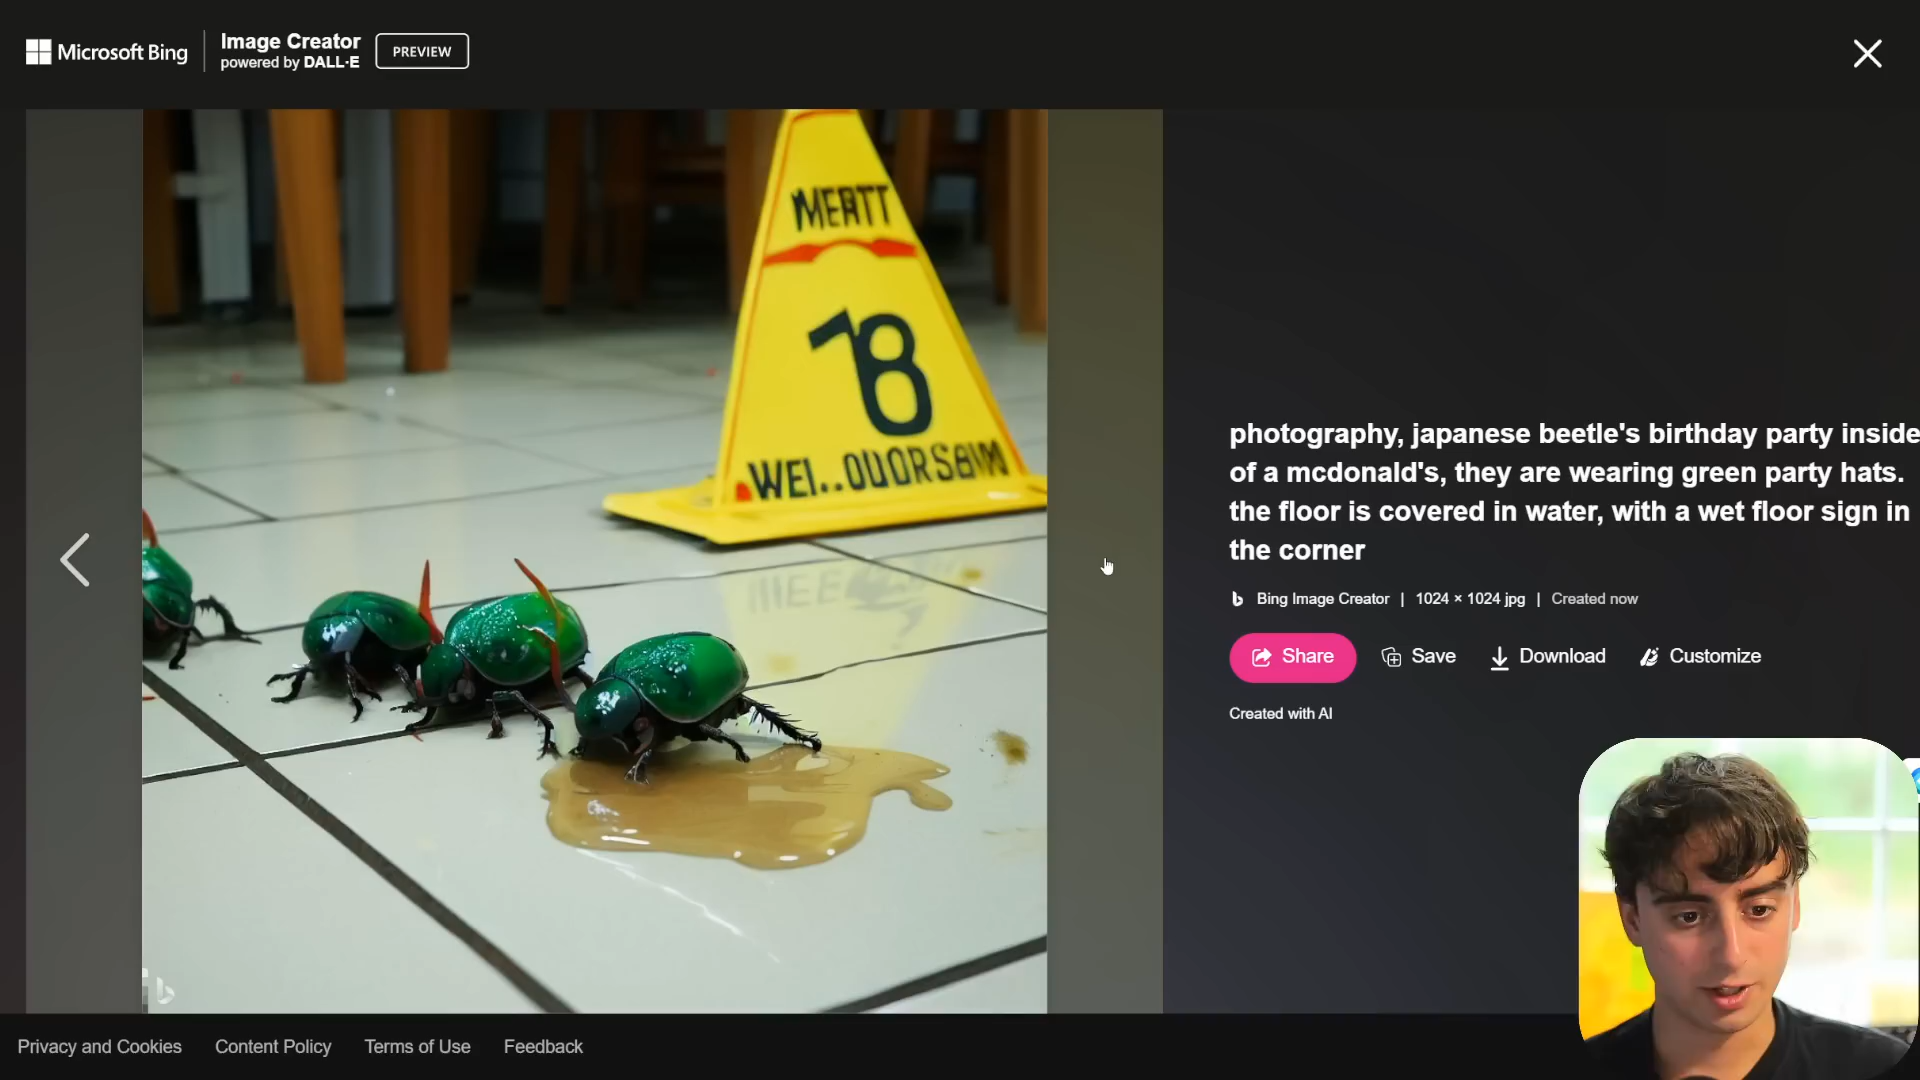 Microsoft Bing
Image Creator
powered by DALL·E
PREVIEW
MERTT
18
WEI..OUORSBIM
photography, japanese beetle's birthday party inside
of a mcdonald's, they are wearing green party hats.
the floor is covered in water, with a wet floor sign in
the corner
Bing Image Creator | 1024 × 1024 jpg | Created now
Share
Save
Download
Customize
Created with AI
Privacy and Cookies
Content Policy
Terms of Use
Feedback